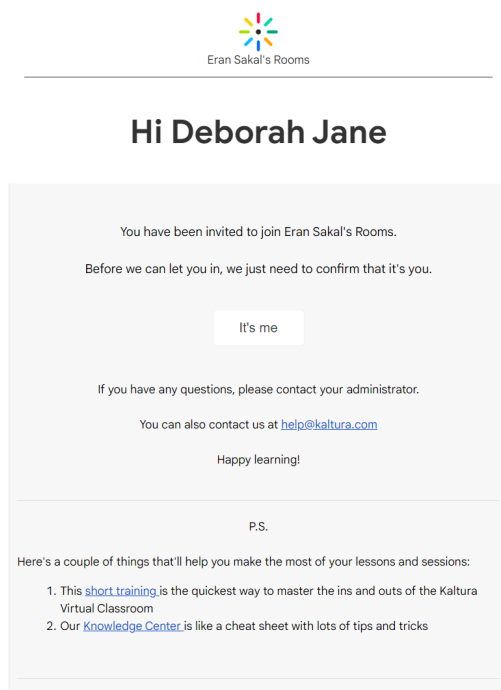 Eran Sakal's Rooms
Hi Deborah Jane
You have been invited to join Eran Sakal's Rooms.
Before we can let you in, we just need to confirm that it's you.
It's me
If you have any questions, please contact your administrator.
You can also contact us at help@kaltura.com
Happy learning!
P.S.
Here's a couple of things that'll help you make the most of your lessons and sessions:
1. This short training is the quickest way to master the ins and outs of the Kaltura
Virtual Classroom
2. Our Knowledge Center is like a cheat sheet with lots of tips and tricks